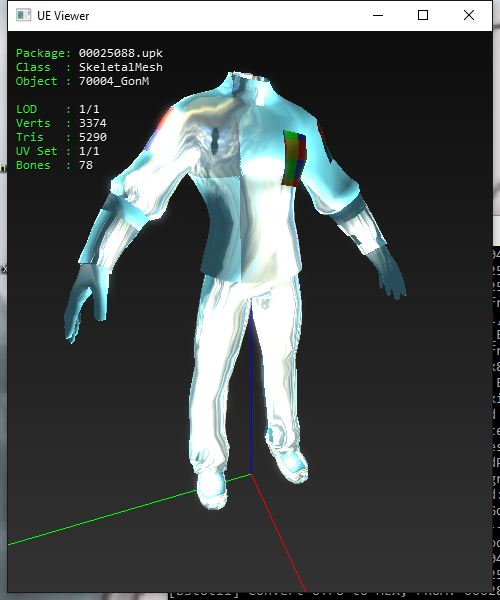 UE Viewer
Package: 00025088.upk
Class : SkeletalMesh
Object : 70004_GonM
LOD : 1/1
Verts : 3374
Tris : 5290
UV Set : 1/1
Bones : 78